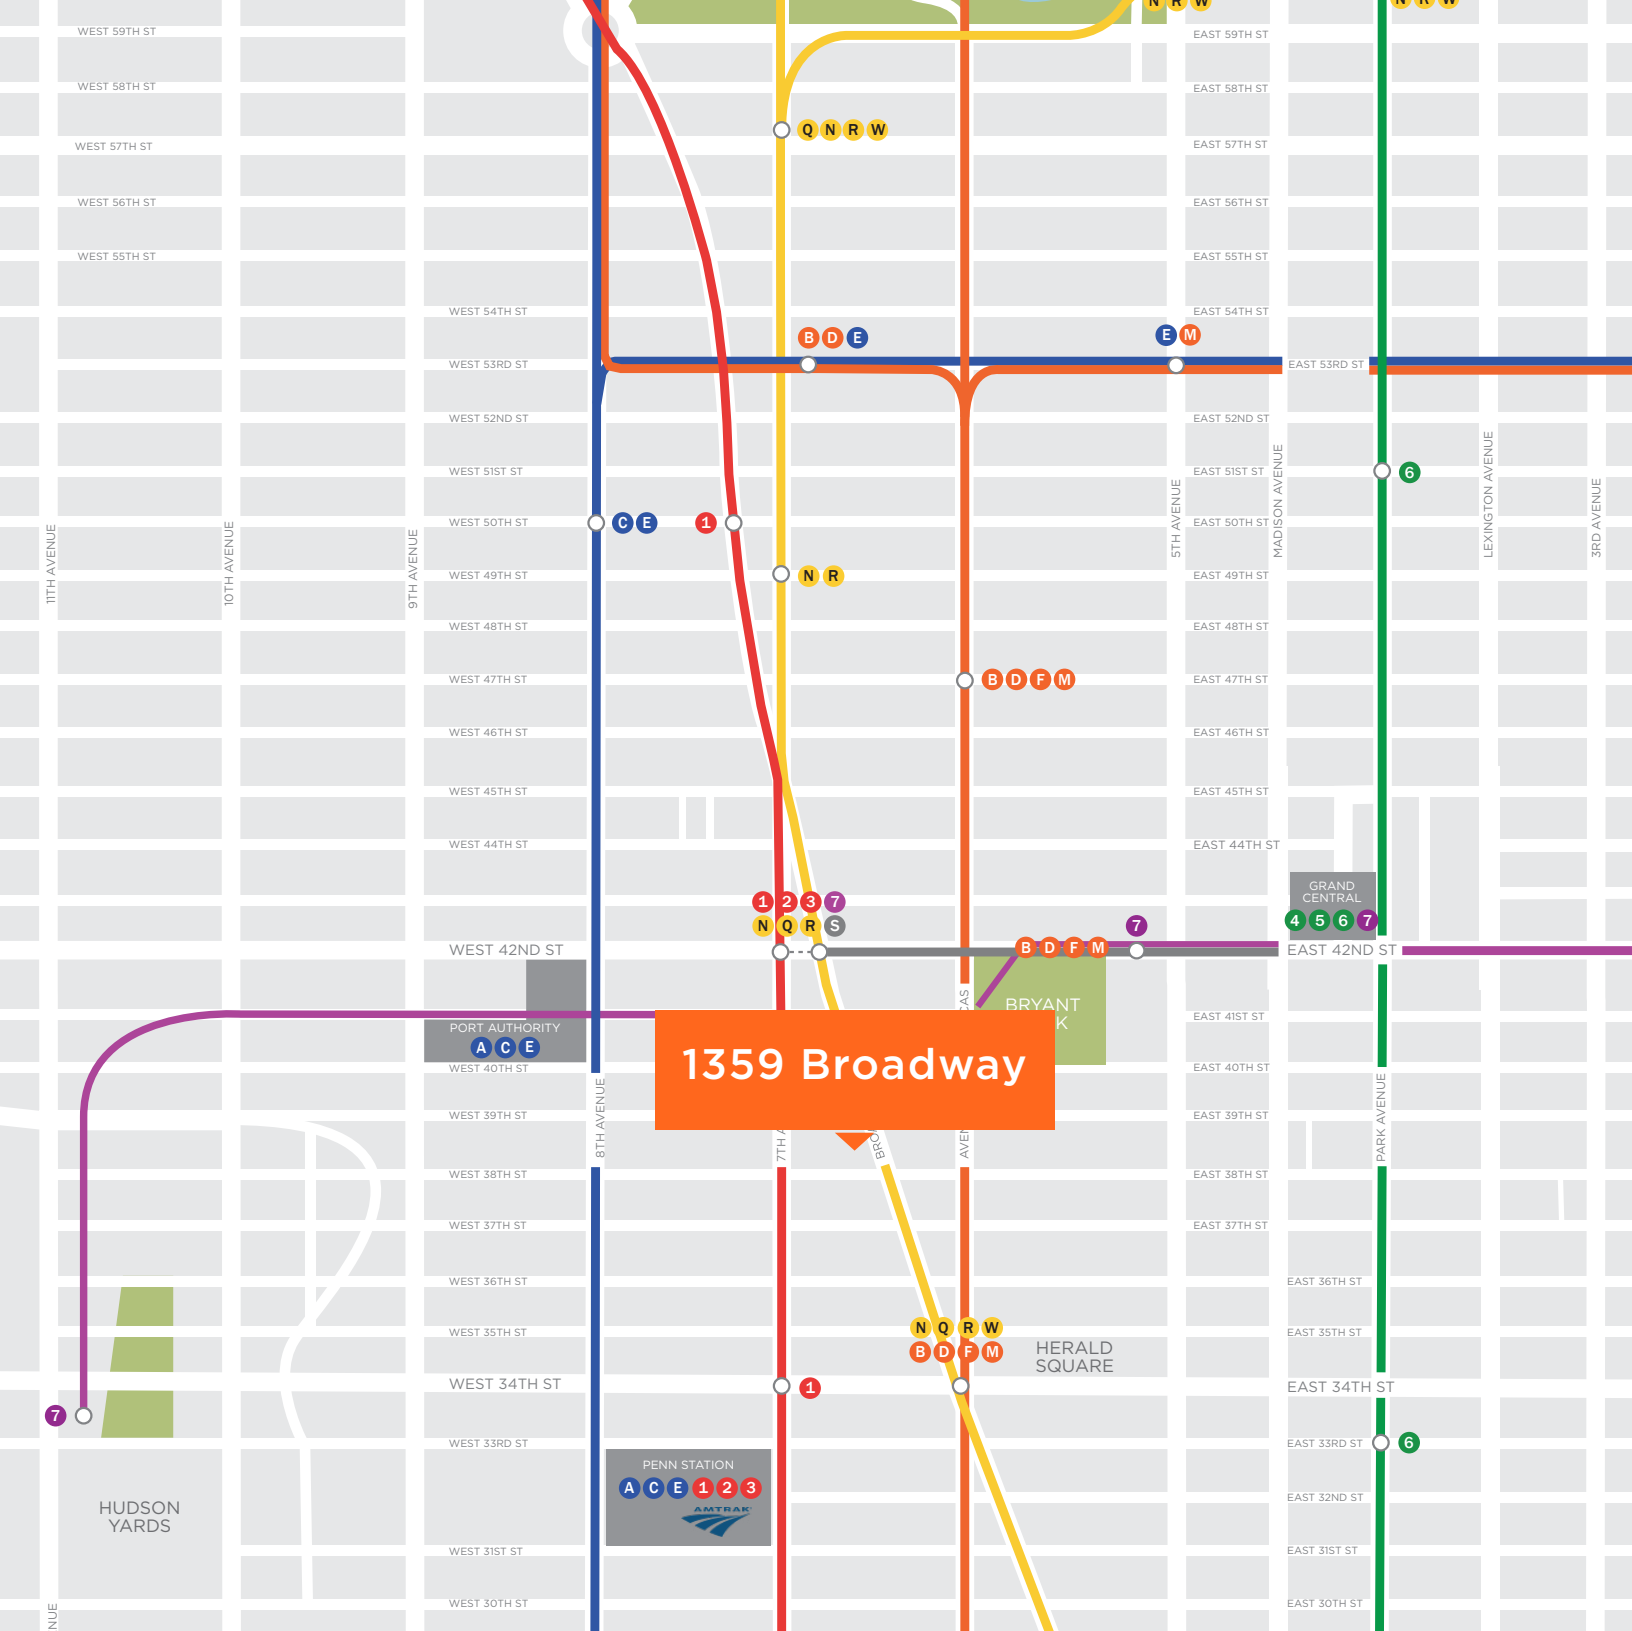 N R W
N R W
WEST 59TH ST
EAST 59TH ST
WEST 58TH ST
EAST 58TH ST
Q N R W
WEST 57TH ST
EAST 57TH ST
WEST 56TH ST
EAST 56TH ST
WEST 55TH ST
EAST 55TH ST
WEST 54TH ST
EAST 54TH ST
B D E
E M
WEST 53RD ST
EAST 53RD ST
WEST 52ND ST
EAST 52ND ST
WEST 51ST ST
EAST 51ST ST
6
WEST 50TH ST
C E
1
EAST 50TH ST
11TH AVENUE
10TH AVENUE
9TH AVENUE
5TH AVENUE
MADISON AVENUE
LEXINGTON AVENUE
3RD AVENUE
WEST 49TH ST
N R
EAST 49TH ST
WEST 48TH ST
EAST 48TH ST
WEST 47TH ST
B D F M
EAST 47TH ST
WEST 46TH ST
EAST 46TH ST
WEST 45TH ST
EAST 45TH ST
WEST 44TH ST
EAST 44TH ST
GRAND
CENTRAL
4 5 6 7
1 2 3 7
N Q R S
7
B D F M
WEST 42ND ST
EAST 42ND ST
BRYANT
K
CAS
EAST 41ST ST
PORT AUTHORITY
A C E
WEST 40TH ST
EAST 40TH ST
1359 Broadway
8TH AVENUE
7TH A
BRO
AVEN
PARK AVENUE
WEST 39TH ST
EAST 39TH ST
WEST 38TH ST
EAST 38TH ST
WEST 37TH ST
EAST 37TH ST
WEST 36TH ST
EAST 36TH ST
WEST 35TH ST
EAST 35TH ST
N Q R W
B D F M
HERALD
SQUARE
WEST 34TH ST
1
EAST 34TH ST
7
WEST 33RD ST
EAST 33RD ST
6
PENN STATION
A C E 1 2 3
AMTRAK
HUDSON
YARDS
EAST 32ND ST
WEST 31ST ST
EAST 31ST ST
WEST 30TH ST
EAST 30TH ST
NUE